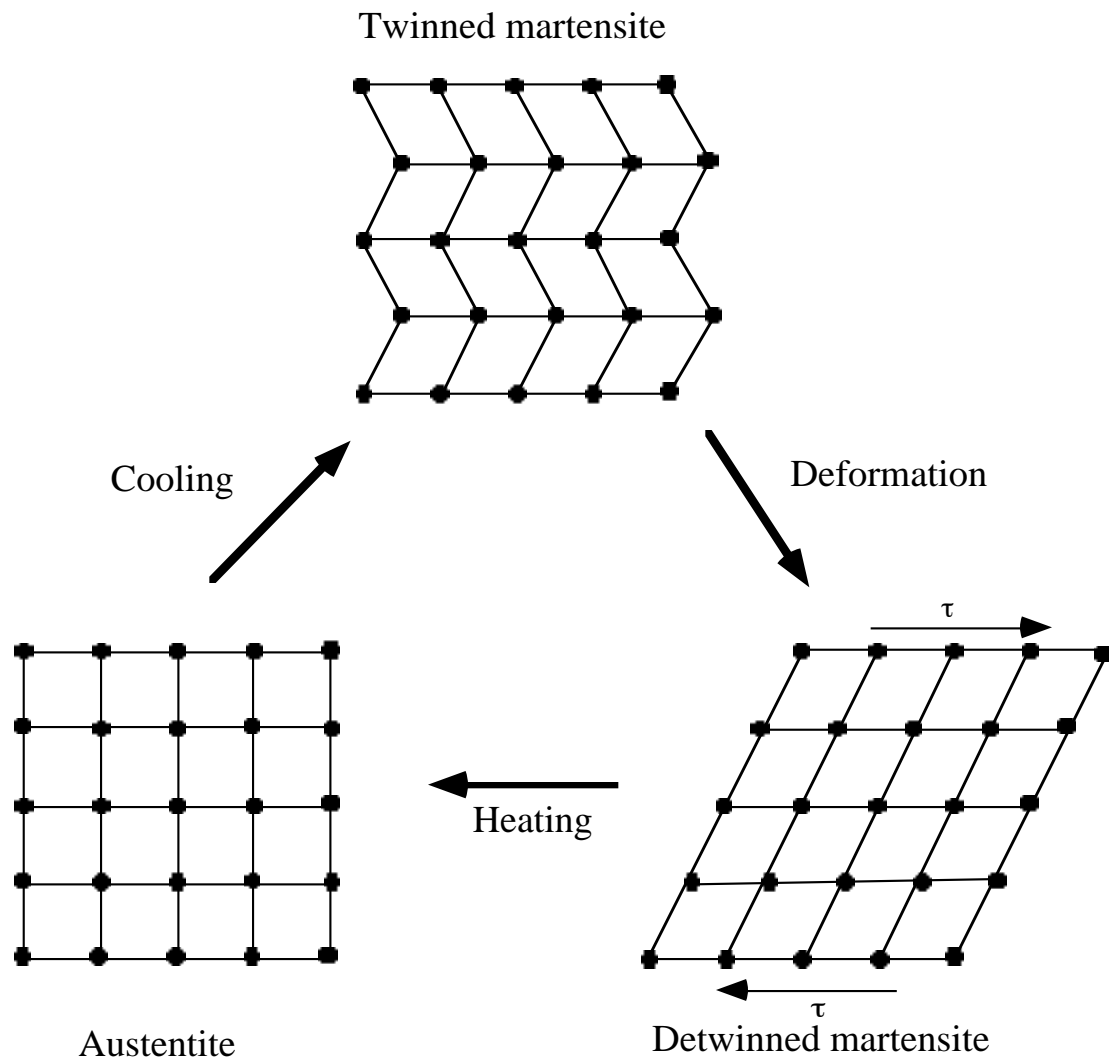 Twinned martensite
Cooling
Deformation
τ
Heating
τ
Austentite
Detwinned martensite